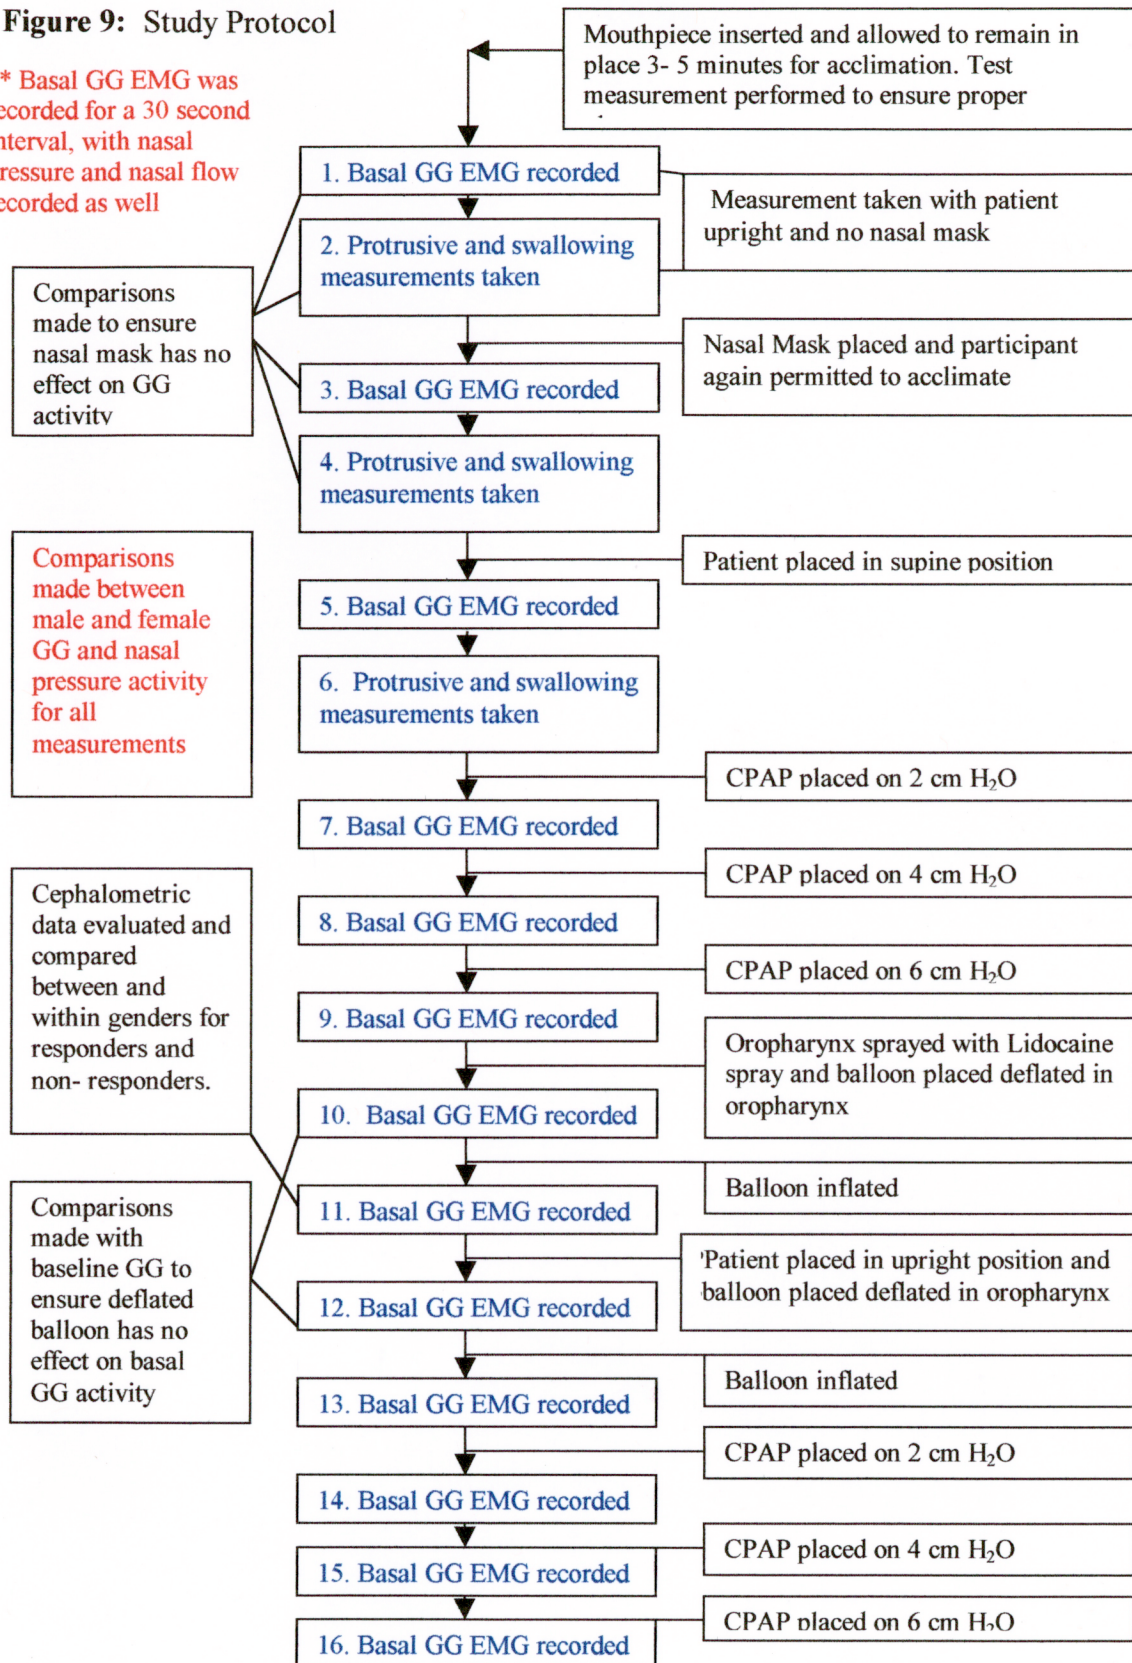 Figure 9: Study Protocol
* Basal GG EMG was
ecorded for a 30 second
nterval, with nasal
ressure and nasal flow
ecorded as well
Mouthpiece inserted and allowed to remain in
place 3- 5 minutes for acclimation. Test
measurement performed to ensure proper
1. Basal GG EMG recorded
Measurement taken with patient
upright and no nasal mask
2. Protrusive and swallowing
measurements taken
Comparisons
made to ensure
nasal mask has no
effect on GG
activity
Nasal Mask placed and participant
again permitted to acclimate
3. Basal GG EMG recorded
4. Protrusive and swallowing
measurements taken
Comparisons
made between
male and female
GG and nasal
pressure activity
for all
measurements
Patient placed in supine position
5. Basal GG EMG recorded
6. Protrusive and swallowing
measurements taken
CPAP placed on 2 cm H₂O
7. Basal GG EMG recorded
CPAP placed on 4 cm H₂O
8. Basal GG EMG recorded
Cephalometric
data evaluated and
compared
between and
within genders for
responders and
non- responders.
CPAP placed on 6 cm H₂O
9. Basal GG EMG recorded
Oropharynx sprayed with Lidocaine
spray and balloon placed deflated in
oropharynx
10. Basal GG EMG recorded
Balloon inflated
11. Basal GG EMG recorded
Comparisons
made with
baseline GG to
ensure deflated
balloon has no
effect on basal
GG activity
Patient placed in upright position and
balloon placed deflated in oropharynx
12. Basal GG EMG recorded
Balloon inflated
13. Basal GG EMG recorded
CPAP placed on 2 cm H₂O
14. Basal GG EMG recorded
CPAP placed on 4 cm H₂O
15. Basal GG EMG recorded
CPAP placed on 6 cm H₂O
16. Basal GG EMG recorded